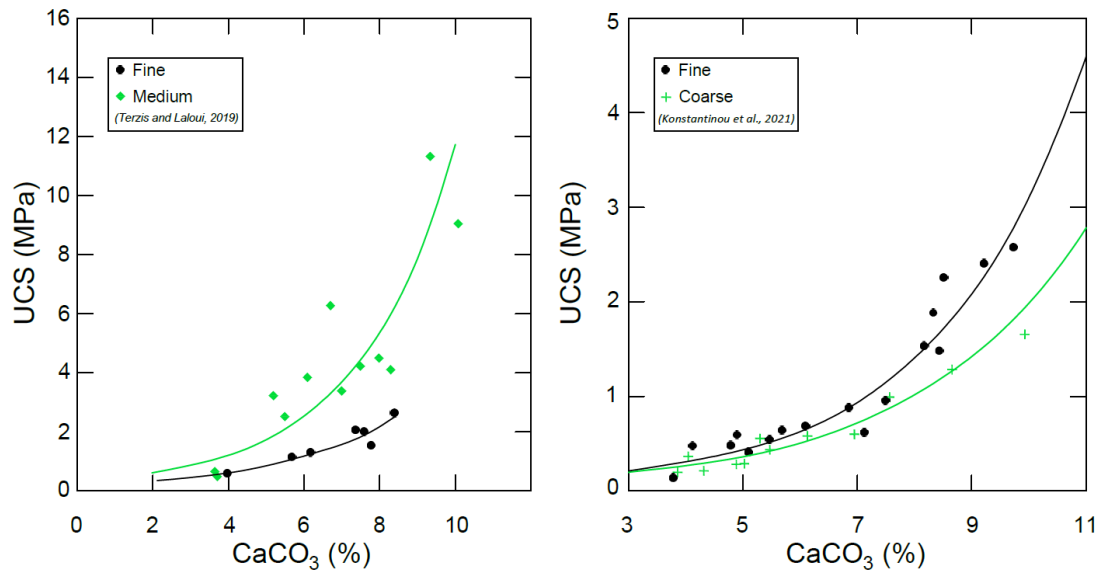 16
14
12
10
8
6
4
2
0
UCS (MPa)
Fine
Medium
(Terzis and Laloui, 2019)
0 2 4 6 8 10
CaCO3 (%)
5
4
3
2
1
0
UCS (MPa)
Fine
Coarse
(Konstantinou et al., 2021)
3 5 7 9 11
CaCO3 (%)